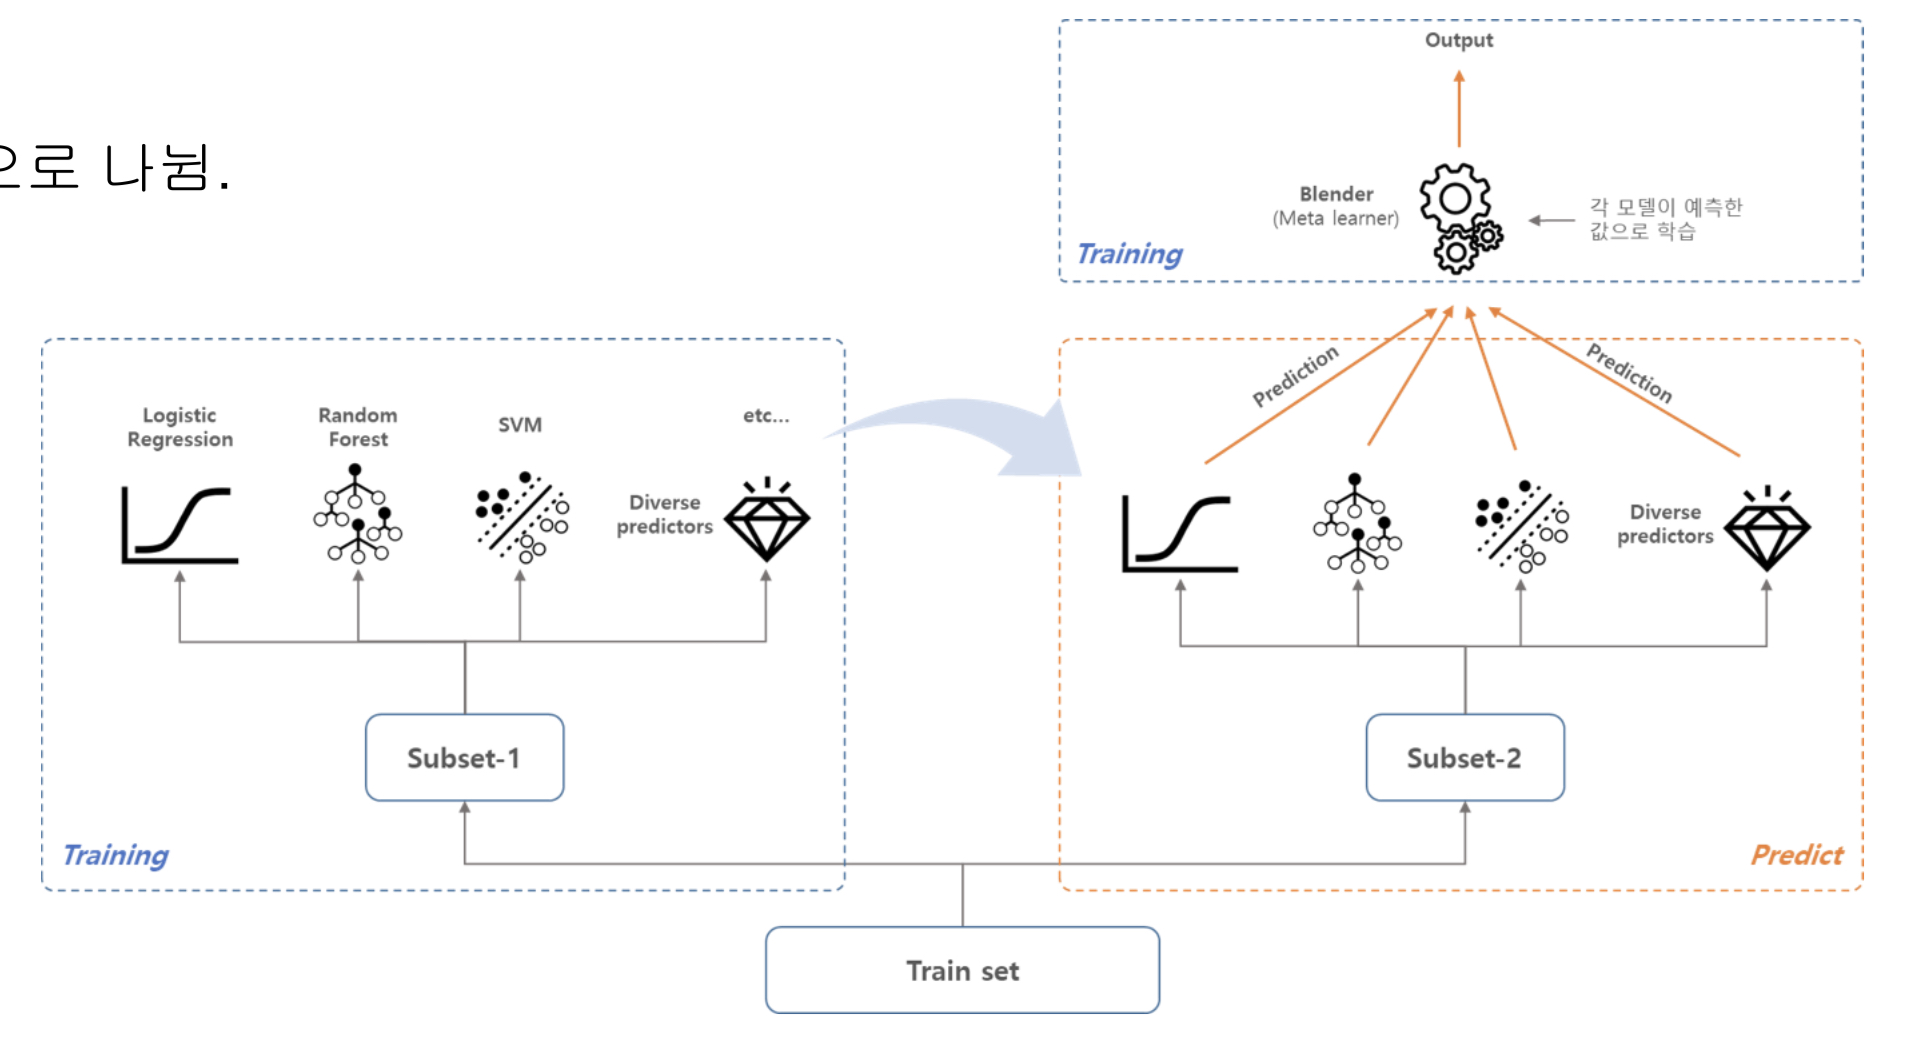 으로 나뉨.
Output
Blender
(Meta learner)
각 모델이 예측한
값으로 학습
Training
Prediction
Prediction
Logistic
Regression
Random
Forest
SVM
etc...
Diverse
predictors
Diverse
predictors
Subset-1
Subset-2
Training
Predict
Train set